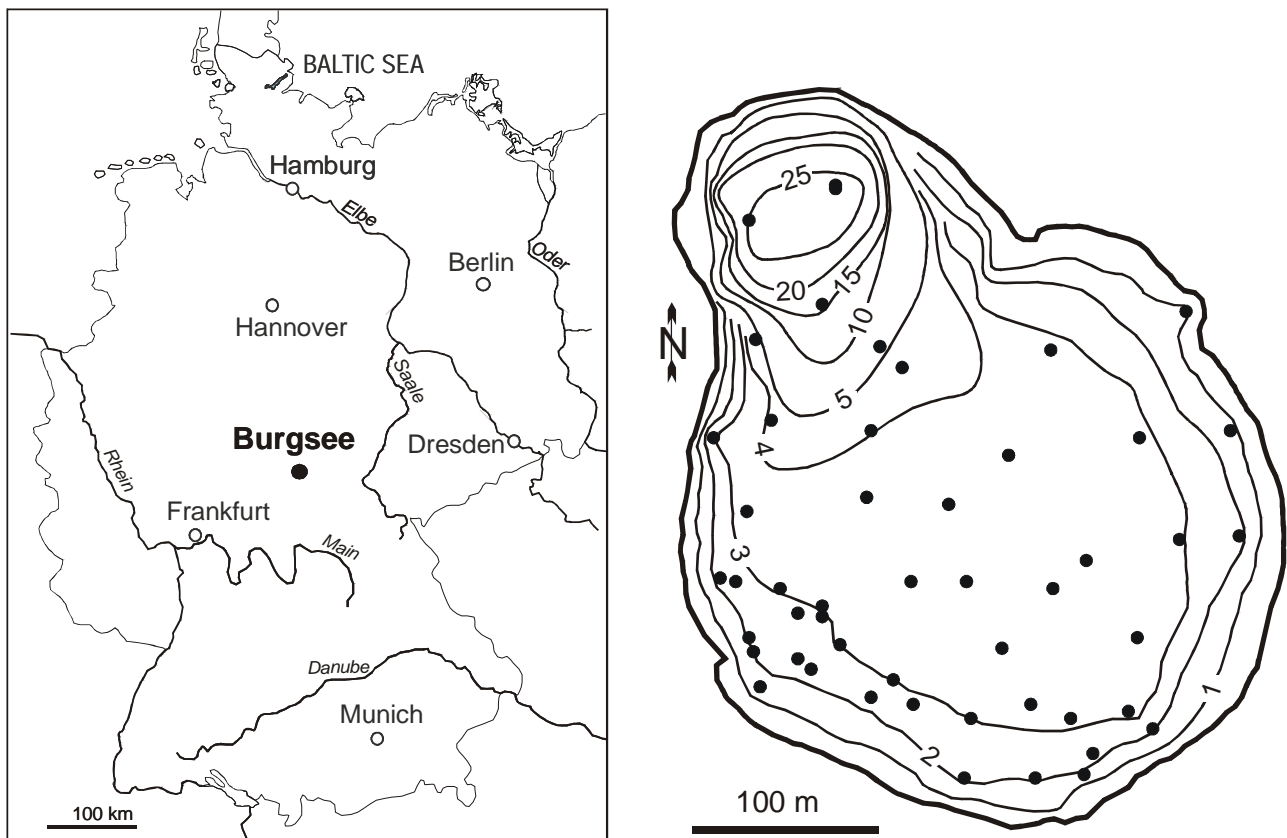 BALTIC SEA
Hamburg
Elbe
Berlin
Oder
Hannover
Saale
Burgsee
Dresden
Rhein
Frankfurt
Main
Danube
Munich
100 km
25
20
15
10
N
5
4
3
1
2
100 m